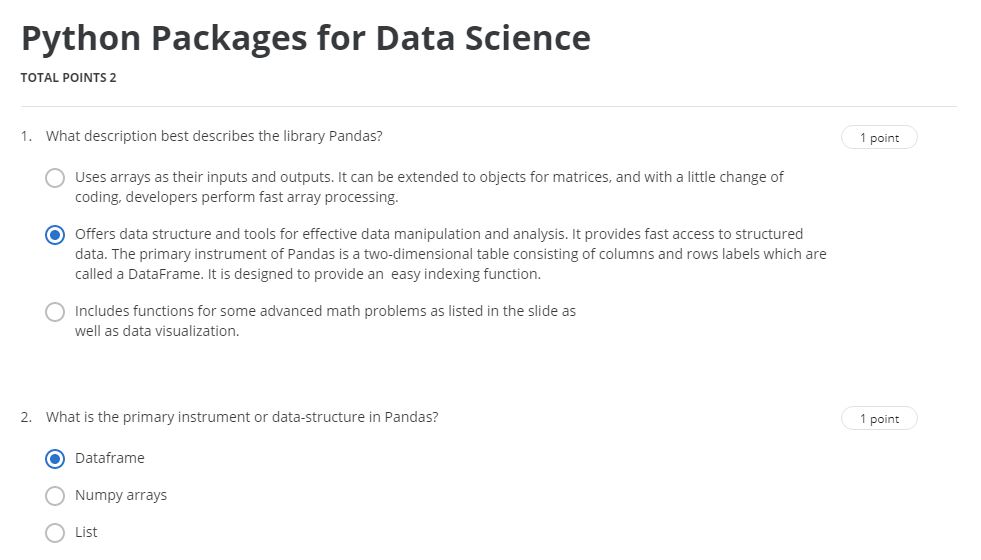 Python Packages for Data Science
TOTAL POINTS 2
1. What description best describes the library Pandas?
1 point
Uses arrays as their inputs and outputs. It can be extended to objects for matrices, and with a little change of
coding, developers perform fast array processing.
Offers data structure and tools for effective data manipulation and analysis. It provides fast access to structured
data. The primary instrument of Pandas is a two-dimensional table consisting of columns and rows labels which are
called a DataFrame. It is designed to provide an easy indexing function.
Includes functions for some advanced math problems as listed in the slide as
well as data visualization.
2. What is the primary instrument or data-structure in Pandas?
1 point
Dataframe
Numpy arrays
List